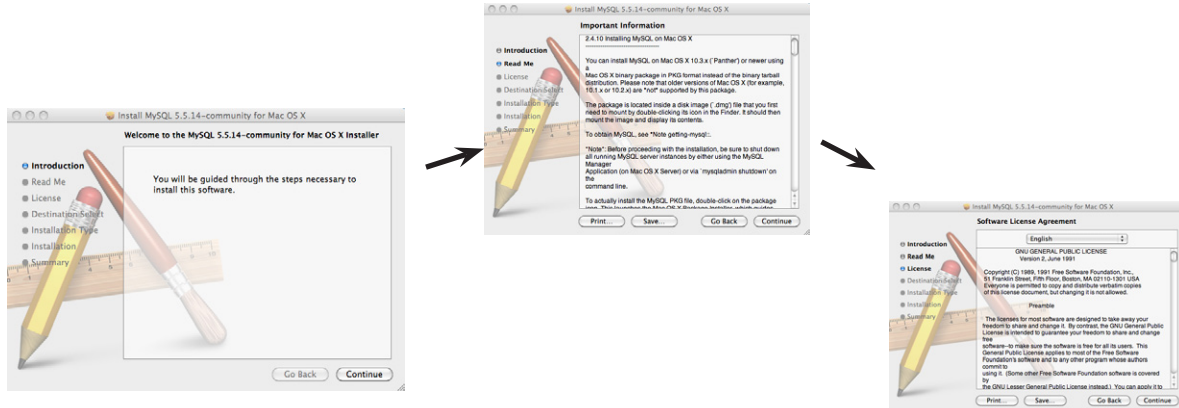 Install MySQL 5.5.14-community for Mac OS X
Welcome to the MySQL 5.5.14-community for Mac OS X Installer
Introduction
Read Me
License
Destination Select
Installation Type
Installation
Summary
You will be guided through the steps necessary to
install this software.
Go Back
Continue
Install MySQL 5.5.14-community for Mac OS X
Important Information
Introduction
Read Me
License
Destination Select
Installation Type
Installation
Summary
2.4.10 Installing MySQL on Mac OS X
You can install MySQL on Mac OS X 10.3.x (`Panther') or newer using
a
Mac OS X binary package in PKG format instead of the binary tarball
distribution. Please note that older versions of Mac OS X (for example,
10.1.x or 10.2.x) are *not* supported by this package.
The package is located inside a disk image (`.dmg') file that you first
need to mount by double-clicking its icon in the Finder. It should then
mount the image and display its contents.
To obtain MySQL, see *Note getting-mysql::.
*Note*: Before proceeding with the installation, be sure to shut down
all running MySQL server instances by either using the MySQL
Manager
Application (on Mac OS X Server) or via `mysqladmin shutdown' on
the
command line.
To actually install the MySQL PKG file, double-click on the package
icon. This launches the Mac OS X Package Installer, which guides
Print...
Save...
Go Back
Continue
Install MySQL 5.5.14-community for Mac OS X
Software License Agreement
Introduction
Read Me
License
Destination Select
Installation Type
Installation
Summary
English
GNU GENERAL PUBLIC LICENSE
Version 2, June 1991
Copyright (C) 1989, 1991 Free Software Foundation, Inc.,
51 Franklin Street, Fifth Floor, Boston, MA 02110-1301 USA
Everyone is permitted to copy and distribute verbatim copies
of this license document, but changing it is not allowed.
Preamble
The licenses for most software are designed to take away your
freedom to share and change it. By contrast, the GNU General Public
License is intended to guarantee your freedom to share and change
free
software--to make sure the software is free for all its users. This
General Public License applies to most of the Free Software
Foundation's software and to any other program whose authors
commit to
using it. (Some other Free Software Foundation software is covered
by
the GNU Lesser General Public License instead.) You can apply it to
Print...
Save...
Go Back
Continue